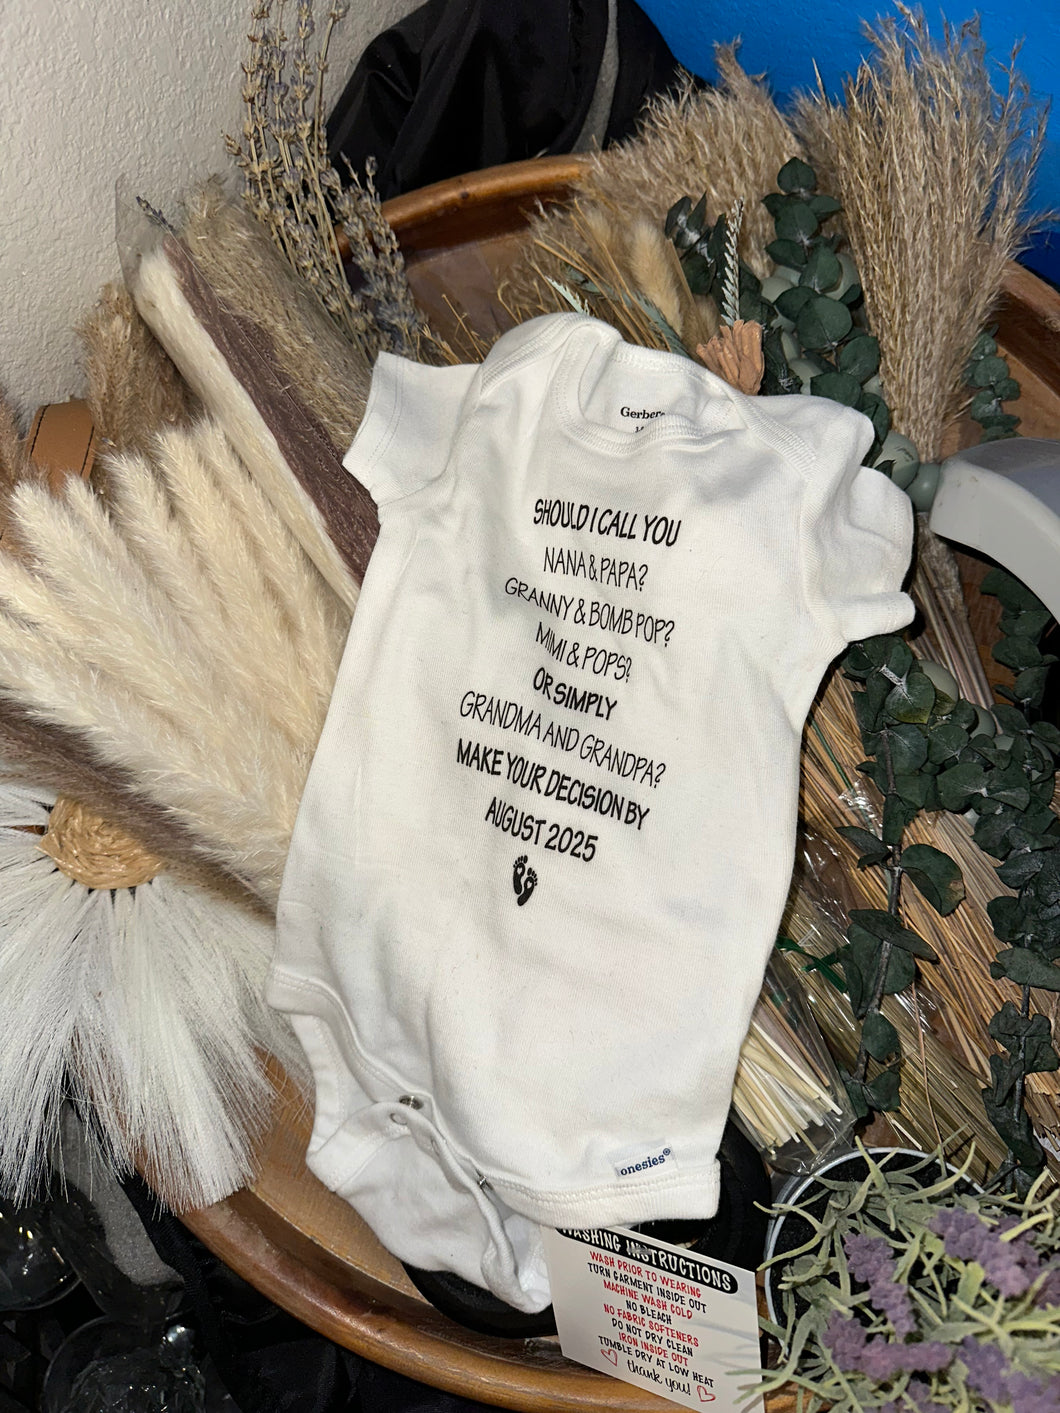 Gerber
SHOULD I CALL YOU
NANA & PAPA?
GRANNY & BOMB POP?
MIMI & POPS?
OR SIMPLY
GRANDMA AND GRANDPA?
MAKE YOUR DECISION BY
AUGUST 2025
onesies®
WASHING INSTRUCTIONS
WASH PRIOR TO WEARING
TURN GARMENT INSIDE OUT
MACHINE WASH COLD
NO BLEACH
NO FABRIC SOFTENERS
DO NOT DRY CLEAN
IRON INSIDE OUT
TUMBLE DRY AT LOW HEAT
thank you!